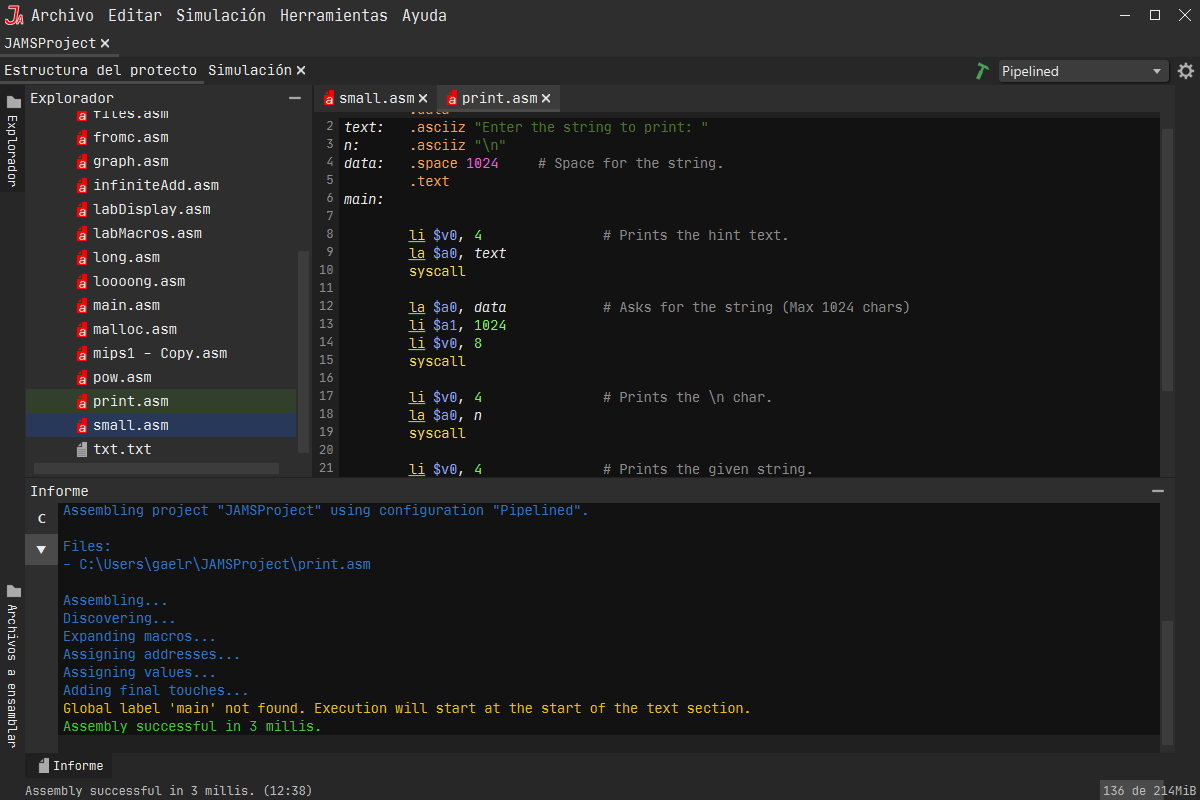 JA Archivo Editar Simulación Herramientas Ayuda
JAMSProject
Estructura del protecto Simulación Pipelined
Explorador
Explorador
files.asm
fromc.asm
graph.asm
infiniteAdd.asm
labDisplay.asm
labMacros.asm
long.asm
loooong.asm
main.asm
malloc.asm
mips1 - Copy.asm
pow.asm
print.asm
small.asm
txt.txt
small.asm print.asm
.data
2 text: .asciiz "Enter the string to print: "
3 n: .asciiz "\n"
4 data: .space 1024 # Space for the string.
5 .text
6 main:
7
8 li $v0, 4 # Prints the hint text.
9 la $a0, text
10 syscall
11
12 la $a0, data # Asks for the string (Max 1024 chars)
13 li $a1, 1024
14 li $v0, 8
15 syscall
16
17 li $v0, 4 # Prints the \n char.
18 la $a0, n
19 syscall
20
21 li $v0, 4 # Prints the given string.
Informe
C
Assembling project "JAMSProject" using configuration "Pipelined".
Files:
- C:\Users\gaelr\JAMSProject\print.asm
Assembling...
Discovering...
Expanding macros...
Assigning addresses...
Assigning values...
Adding final touches...
Global label 'main' not found. Execution will start at the start of the text section.
Assembly successful in 3 millis.
Archivos a ensamblar
Informe
Assembly successful in 3 millis. (12:38)
136 de 214MiB